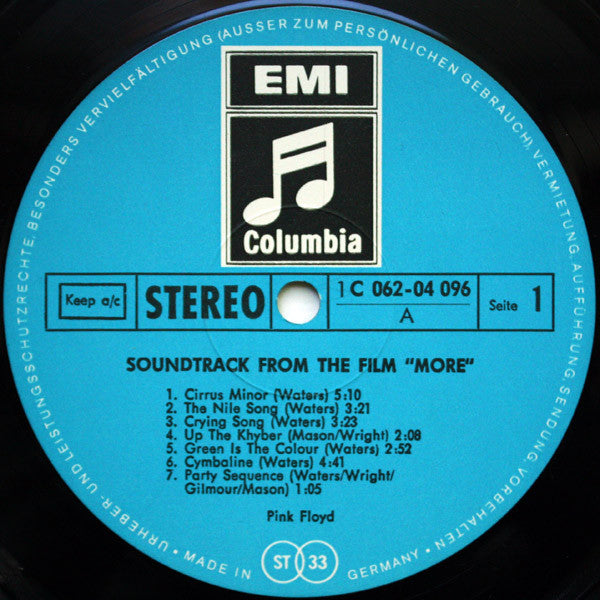 URHEBER- UND LEISTUNGSSCHUTZRECHTE, BESONDERS VERVIELFÄLTIGUNG (AUSSER ZUM PERSÖNLICHEN GEBRAUCH), VERMIETUNG, AUFFÜHRUNG, SENDUNG, VORBEHALTEN
EMI
Columbia
Keep a/c
STEREO
1 C 062-04 096
A
Seite 1
SOUNDTRACK FROM THE FILM "MORE"
1. Cirrus Minor (Waters) 5:10
2. The Nile Song (Waters) 3:21
3. Crying Song (Waters) 3:23
4. Up The Khyber (Mason/Wright) 2:08
5. Green Is The Colour (Waters) 2:52
6. Cymbaline (Waters) 4:41
7. Party Sequence (Waters/Wright/
Gilmour/Mason) 1:05
Pink Floyd
• MADE IN ST 33 GERMANY •